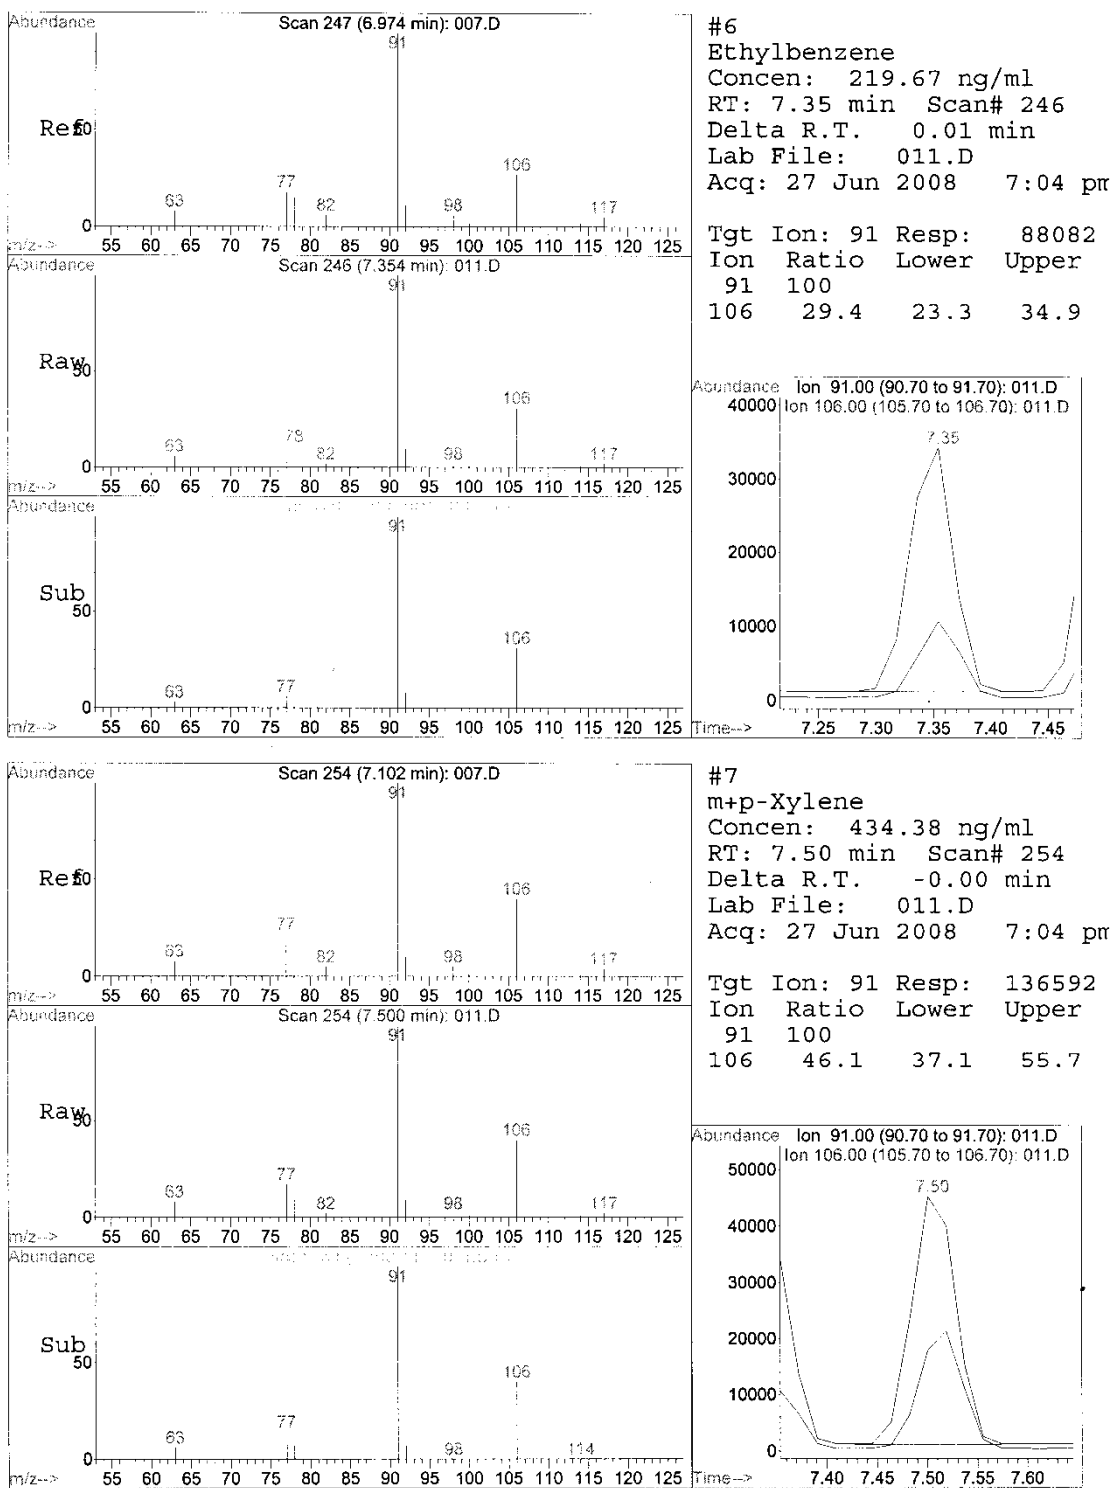 Abundance
Scan 247 (6.974 min): 007.D
91
Ref
50
106
77
63
82
98
117
0
m/z-->
55 60 65 70 75 80 85 90 95 100 105 110 115 120 125
#6
Ethylbenzene
Concen: 219.67 ng/ml
RT: 7.35 min Scan# 246
Delta R.T. 0.01 min
Lab File: 011.D
Acq: 27 Jun 2008 7:04 pm
Tgt Ion: 91 Resp: 88082
Ion Ratio Lower Upper
91 100
106 29.4 23.3 34.9
Abundance
Scan 246 (7.354 min): 011.D
91
Raw
50
106
78
63
82
98
117
0
m/z-->
55 60 65 70 75 80 85 90 95 100 105 110 115 120 125
Abundance
91
Sub
50
106
77
63
0
m/z-->
55 60 65 70 75 80 85 90 95 100 105 110 115 120 125
Abundance
Ion 91.00 (90.70 to 91.70): 011.D
Ion 106.00 (105.70 to 106.70): 011.D
40000
7.35
30000
20000
10000
0
Time-->
7.25 7.30 7.35 7.40 7.45
Abundance
Scan 254 (7.102 min): 007.D
91
Ref
50
106
77
63
82
98
117
0
m/z-->
55 60 65 70 75 80 85 90 95 100 105 110 115 120 125
#7
m+p-Xylene
Concen: 434.38 ng/ml
RT: 7.50 min Scan# 254
Delta R.T. -0.00 min
Lab File: 011.D
Acq: 27 Jun 2008 7:04 pm
Tgt Ion: 91 Resp: 136592
Ion Ratio Lower Upper
91 100
106 46.1 37.1 55.7
Abundance
Scan 254 (7.500 min): 011.D
91
Raw
50
106
77
63
82
98
117
0
m/z-->
55 60 65 70 75 80 85 90 95 100 105 110 115 120 125
Abundance
91
Sub
50
106
77
63
98
114
0
m/z-->
55 60 65 70 75 80 85 90 95 100 105 110 115 120 125
Abundance
Ion 91.00 (90.70 to 91.70): 011.D
Ion 106.00 (105.70 to 106.70): 011.D
50000
7.50
40000
30000
20000
10000
0
Time-->
7.40 7.45 7.50 7.55 7.60